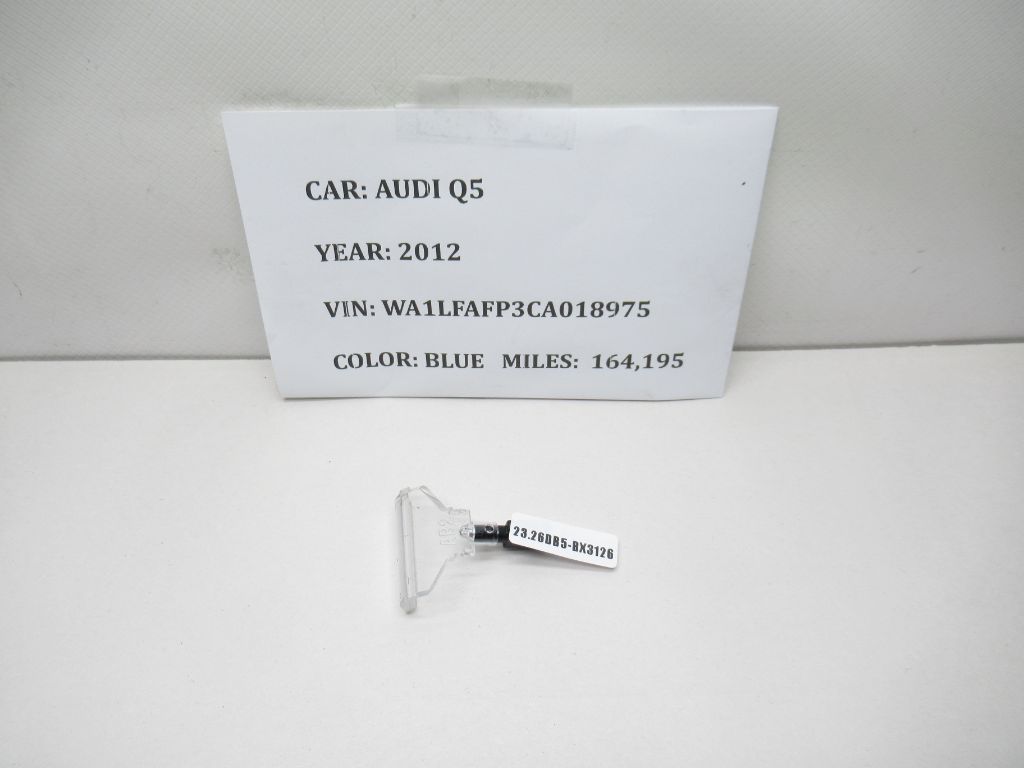 CAR: AUDI Q5
YEAR: 2012
VIN: WA1LFAFP3CA018975
COLOR: BLUE MILES: 164,195
23.26DB5-BX3126